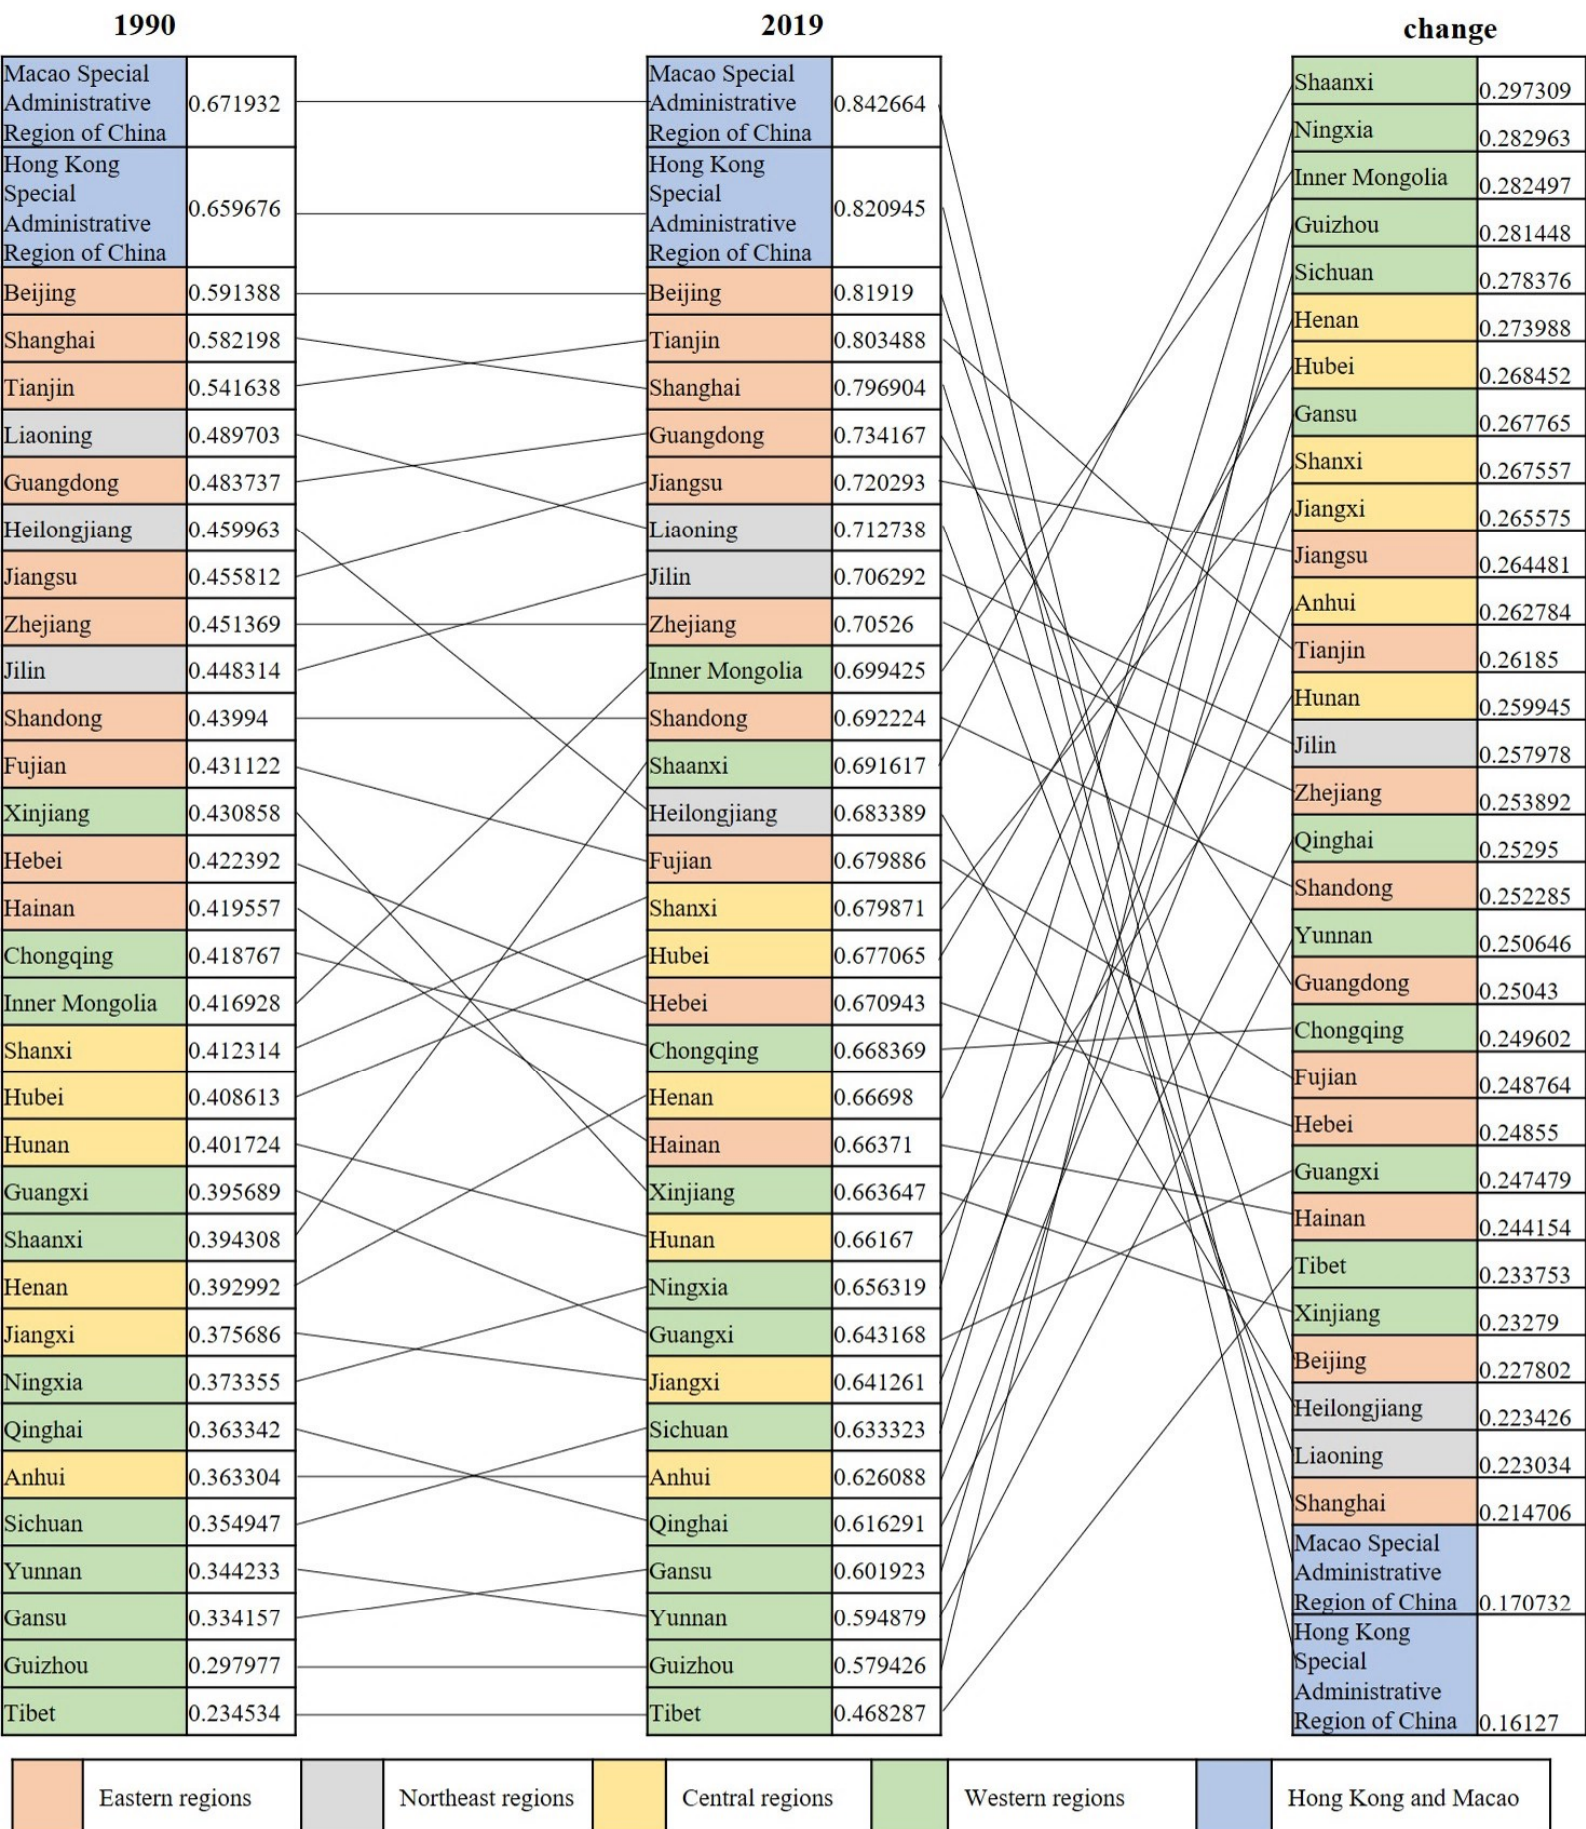 1990
2019
change
Macao Special
Administrative
Region of China
0.671932
Hong Kong
Special
Administrative
Region of China
0.659676
Beijing 0.591388
Shanghai 0.582198
Tianjin 0.541638
Liaoning 0.489703
Guangdong 0.483737
Heilongjiang 0.459963
Jiangsu 0.455812
Zhejiang 0.451369
Jilin 0.448314
Shandong 0.43994
Fujian 0.431122
Xinjiang 0.430858
Hebei 0.422392
Hainan 0.419557
Chongqing 0.418767
Inner Mongolia 0.416928
Shanxi 0.412314
Hubei 0.408613
Hunan 0.401724
Guangxi 0.395689
Shaanxi 0.394308
Henan 0.392992
Jiangxi 0.375686
Ningxia 0.373355
Qinghai 0.363342
Anhui 0.363304
Sichuan 0.354947
Yunnan 0.344233
Gansu 0.334157
Guizhou 0.297977
Tibet 0.234534
Macao Special
Administrative
Region of China
0.842664
Hong Kong
Special
Administrative
Region of China
0.820945
Beijing 0.81919
Tianjin 0.803488
Shanghai 0.796904
Guangdong 0.734167
Jiangsu 0.720293
Liaoning 0.712738
Jilin 0.706292
Zhejiang 0.70526
Inner Mongolia 0.699425
Shandong 0.692224
Shaanxi 0.691617
Heilongjiang 0.683389
Fujian 0.679886
Shanxi 0.679871
Hubei 0.677065
Hebei 0.670943
Chongqing 0.668369
Henan 0.66698
Hainan 0.66371
Xinjiang 0.663647
Hunan 0.66167
Ningxia 0.656319
Guangxi 0.643168
Jiangxi 0.641261
Sichuan 0.633323
Anhui 0.626088
Qinghai 0.616291
Gansu 0.601923
Yunnan 0.594879
Guizhou 0.579426
Tibet 0.468287
Shaanxi 0.297309
Ningxia 0.282963
Inner Mongolia 0.282497
Guizhou 0.281448
Sichuan 0.278376
Henan 0.273988
Hubei 0.268452
Gansu 0.267765
Shanxi 0.267557
Jiangxi 0.265575
Jiangsu 0.264481
Anhui 0.262784
Tianjin 0.26185
Hunan 0.259945
Jilin 0.257978
Zhejiang 0.253892
Qinghai 0.25295
Shandong 0.252285
Yunnan 0.250646
Guangdong 0.25043
Chongqing 0.249602
Fujian 0.248764
Hebei 0.24855
Guangxi 0.247479
Hainan 0.244154
Tibet 0.233753
Xinjiang 0.23279
Beijing 0.227802
Heilongjiang 0.223426
Liaoning 0.223034
Shanghai 0.214706
Macao Special
Administrative
Region of China 0.170732
Hong Kong
Special
Administrative
Region of China 0.16127
Eastern regions
Northeast regions
Central regions
Western regions
Hong Kong and Macao